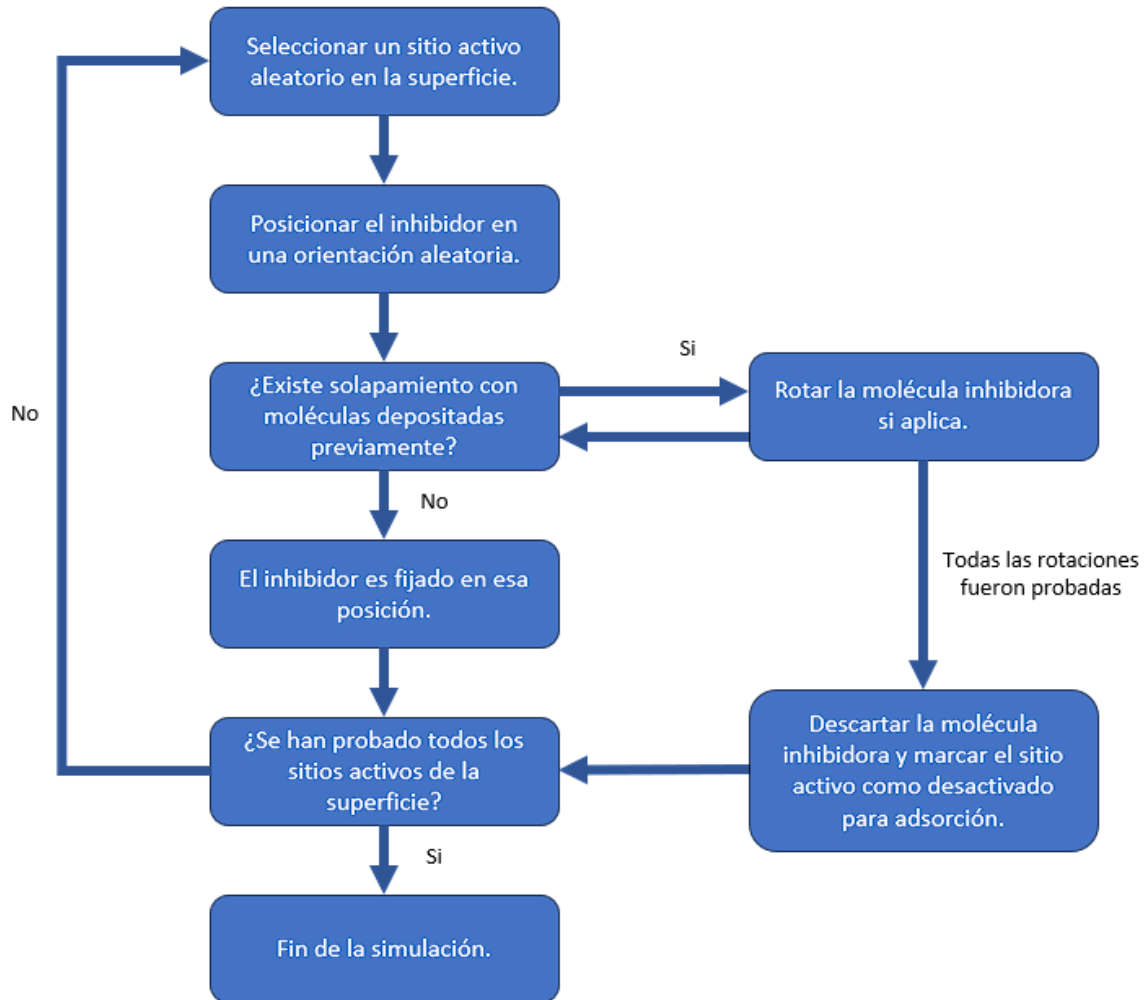 Seleccionar un sitio activo
aleatorio en la superficie.
Posicionar el inhibidor en
una orientación aleatoria.
Si
¿Existe solapamiento con
moléculas depositadas
previamente?
Rotar la molécula inhibidora
si aplica.
No
No
El inhibidor es fijado en esa
posición.
Todas las rotaciones
fueron probadas
¿Se han probado todos los
sitios activos de la
superficie?
Descartar la molécula
inhibidora y marcar el sitio
activo como desactivado
para adsorción.
Si
Fin de la simulación.